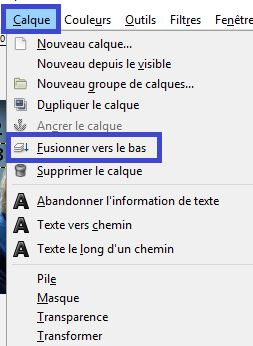 Calque Couleurs Outils Filtres Fenêtre
Nouveau calque...
Nouveau depuis le visible
Nouveau groupe de calques...
Dupliquer le calque
Ancrer le calque
Fusionner vers le bas
Supprimer le calque
Abandonner l'information de texte
Texte vers chemin
Texte le long d'un chemin
Pile
Masque
Transparence
Transformer